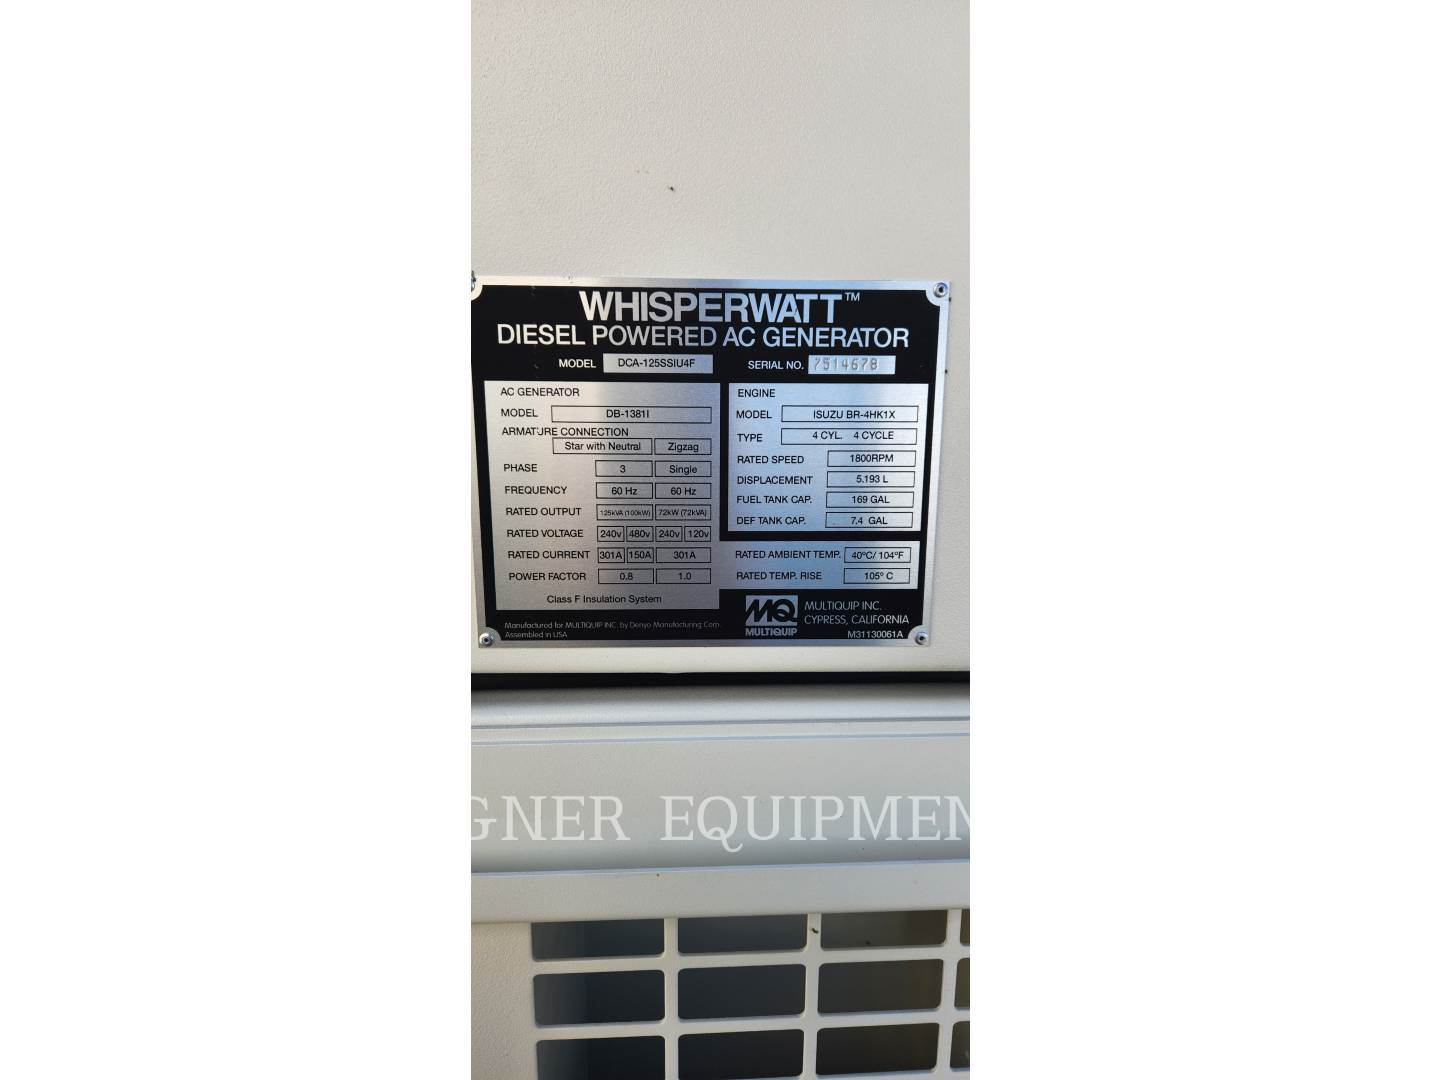 WHISPERWATT™
DIESEL POWERED AC GENERATOR
MODEL DCA-125SSIU4F SERIAL NO. 7514678
AC GENERATOR
MODEL DB-1381I
ARMATURE CONNECTION
Star with Neutral Zigzag
PHASE 3 Single
FREQUENCY 60 Hz 60 Hz
RATED OUTPUT 125kVA (100kW) 72kW (72kVA)
RATED VOLTAGE 240v 480v 240v 120v
RATED CURRENT 301A 150A 301A
POWER FACTOR 0.8 1.0
Class F Insulation System
ENGINE
MODEL ISUZU BR-4HK1X
TYPE 4 CYL. 4 CYCLE
RATED SPEED 1800RPM
DISPLACEMENT 5.193 L
FUEL TANK CAP. 169 GAL
DEF TANK CAP. 7.4 GAL
RATED AMBIENT TEMP. 40°C/ 104°F
RATED TEMP. RISE 105° C
Manufactured for MULTIQUIP INC. by Denyo Manufacturing Corp.
Assembled in USA
MQ
MULTIQUIP
MULTIQUIP INC.
CYPRESS, CALIFORNIA
M31130061A
GNER EQUIPMEN